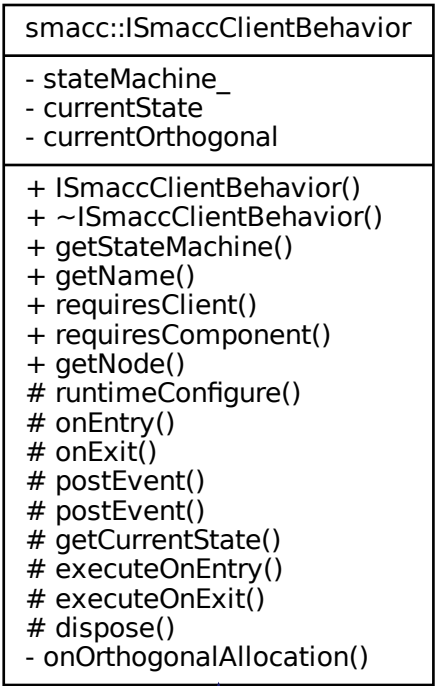 smacc::ISmaccClientBehavior
- stateMachine_
- currentState
- currentOrthogonal
+ ISmaccClientBehavior()
+ ~ISmaccClientBehavior()
+ getStateMachine()
+ getName()
+ requiresClient()
+ requiresComponent()
+ getNode()
# runtimeConfigure()
# onEntry()
# onExit()
# postEvent()
# postEvent()
# getCurrentState()
# executeOnEntry()
# executeOnExit()
# dispose()
- onOrthogonalAllocation()